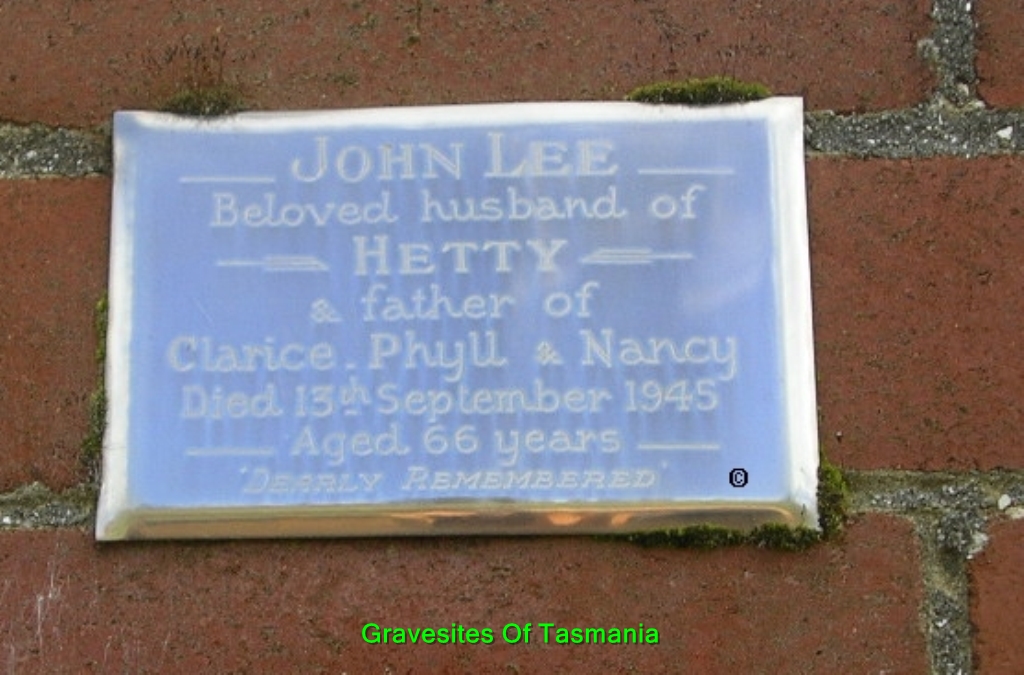 JOHN LEE
Beloved husband of
HETTY
& father of
Clarice. Phyll & Nancy
Died 13th September 1945
Aged 66 years
'DEARLY REMEMBERED'
©
Gravesites Of Tasmania